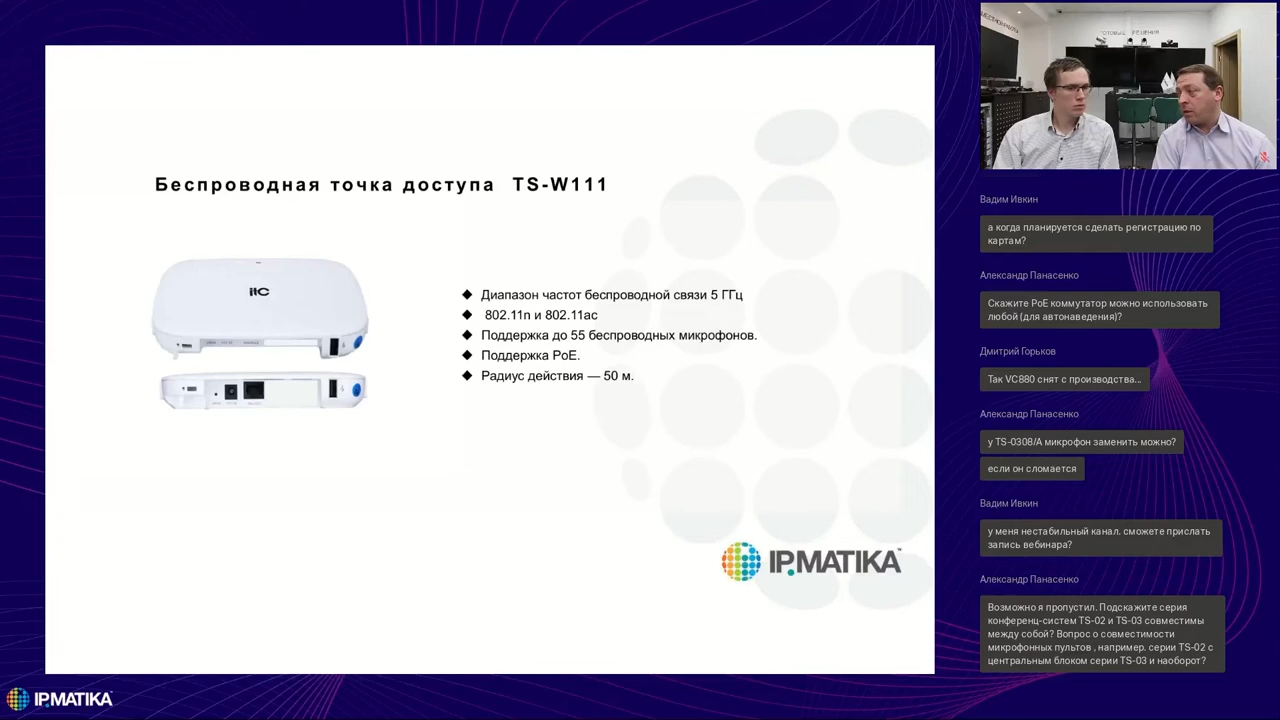 Беспроводная точка доступа TS-W111
itC
◆ Диапазон частот беспроводной связи 5 ГГц
◆ 802.11n и 802.11ac
◆ Поддержка до 55 беспроводных микрофонов.
◆ Поддержка PoE.
◆ Радиус действия — 50 м.
IP.MATIKA™
IP.MATIKA™
Вадим Ивкин
а когда планируется сделать регистрацию по
картам?
Александр Панасенко
Скажите PoE коммутатор можно использовать
любой (для автонаведения)?
Дмитрий Горьков
Так VC880 снят с производства...
Александр Панасенко
у TS-0308/A микрофон заменить можно?
если он сломается
Вадим Ивкин
у меня нестабильный канал. сможете прислать
запись вебинара?
Александр Панасенко
Возможно я пропустил. Подскажите серия
конференц-систем TS-02 и TS-03 совместимы
между собой? Вопрос о совместимости
микрофонных пультов , например. серии TS-02 с
центральным блоком серии TS-03 и наоборот?